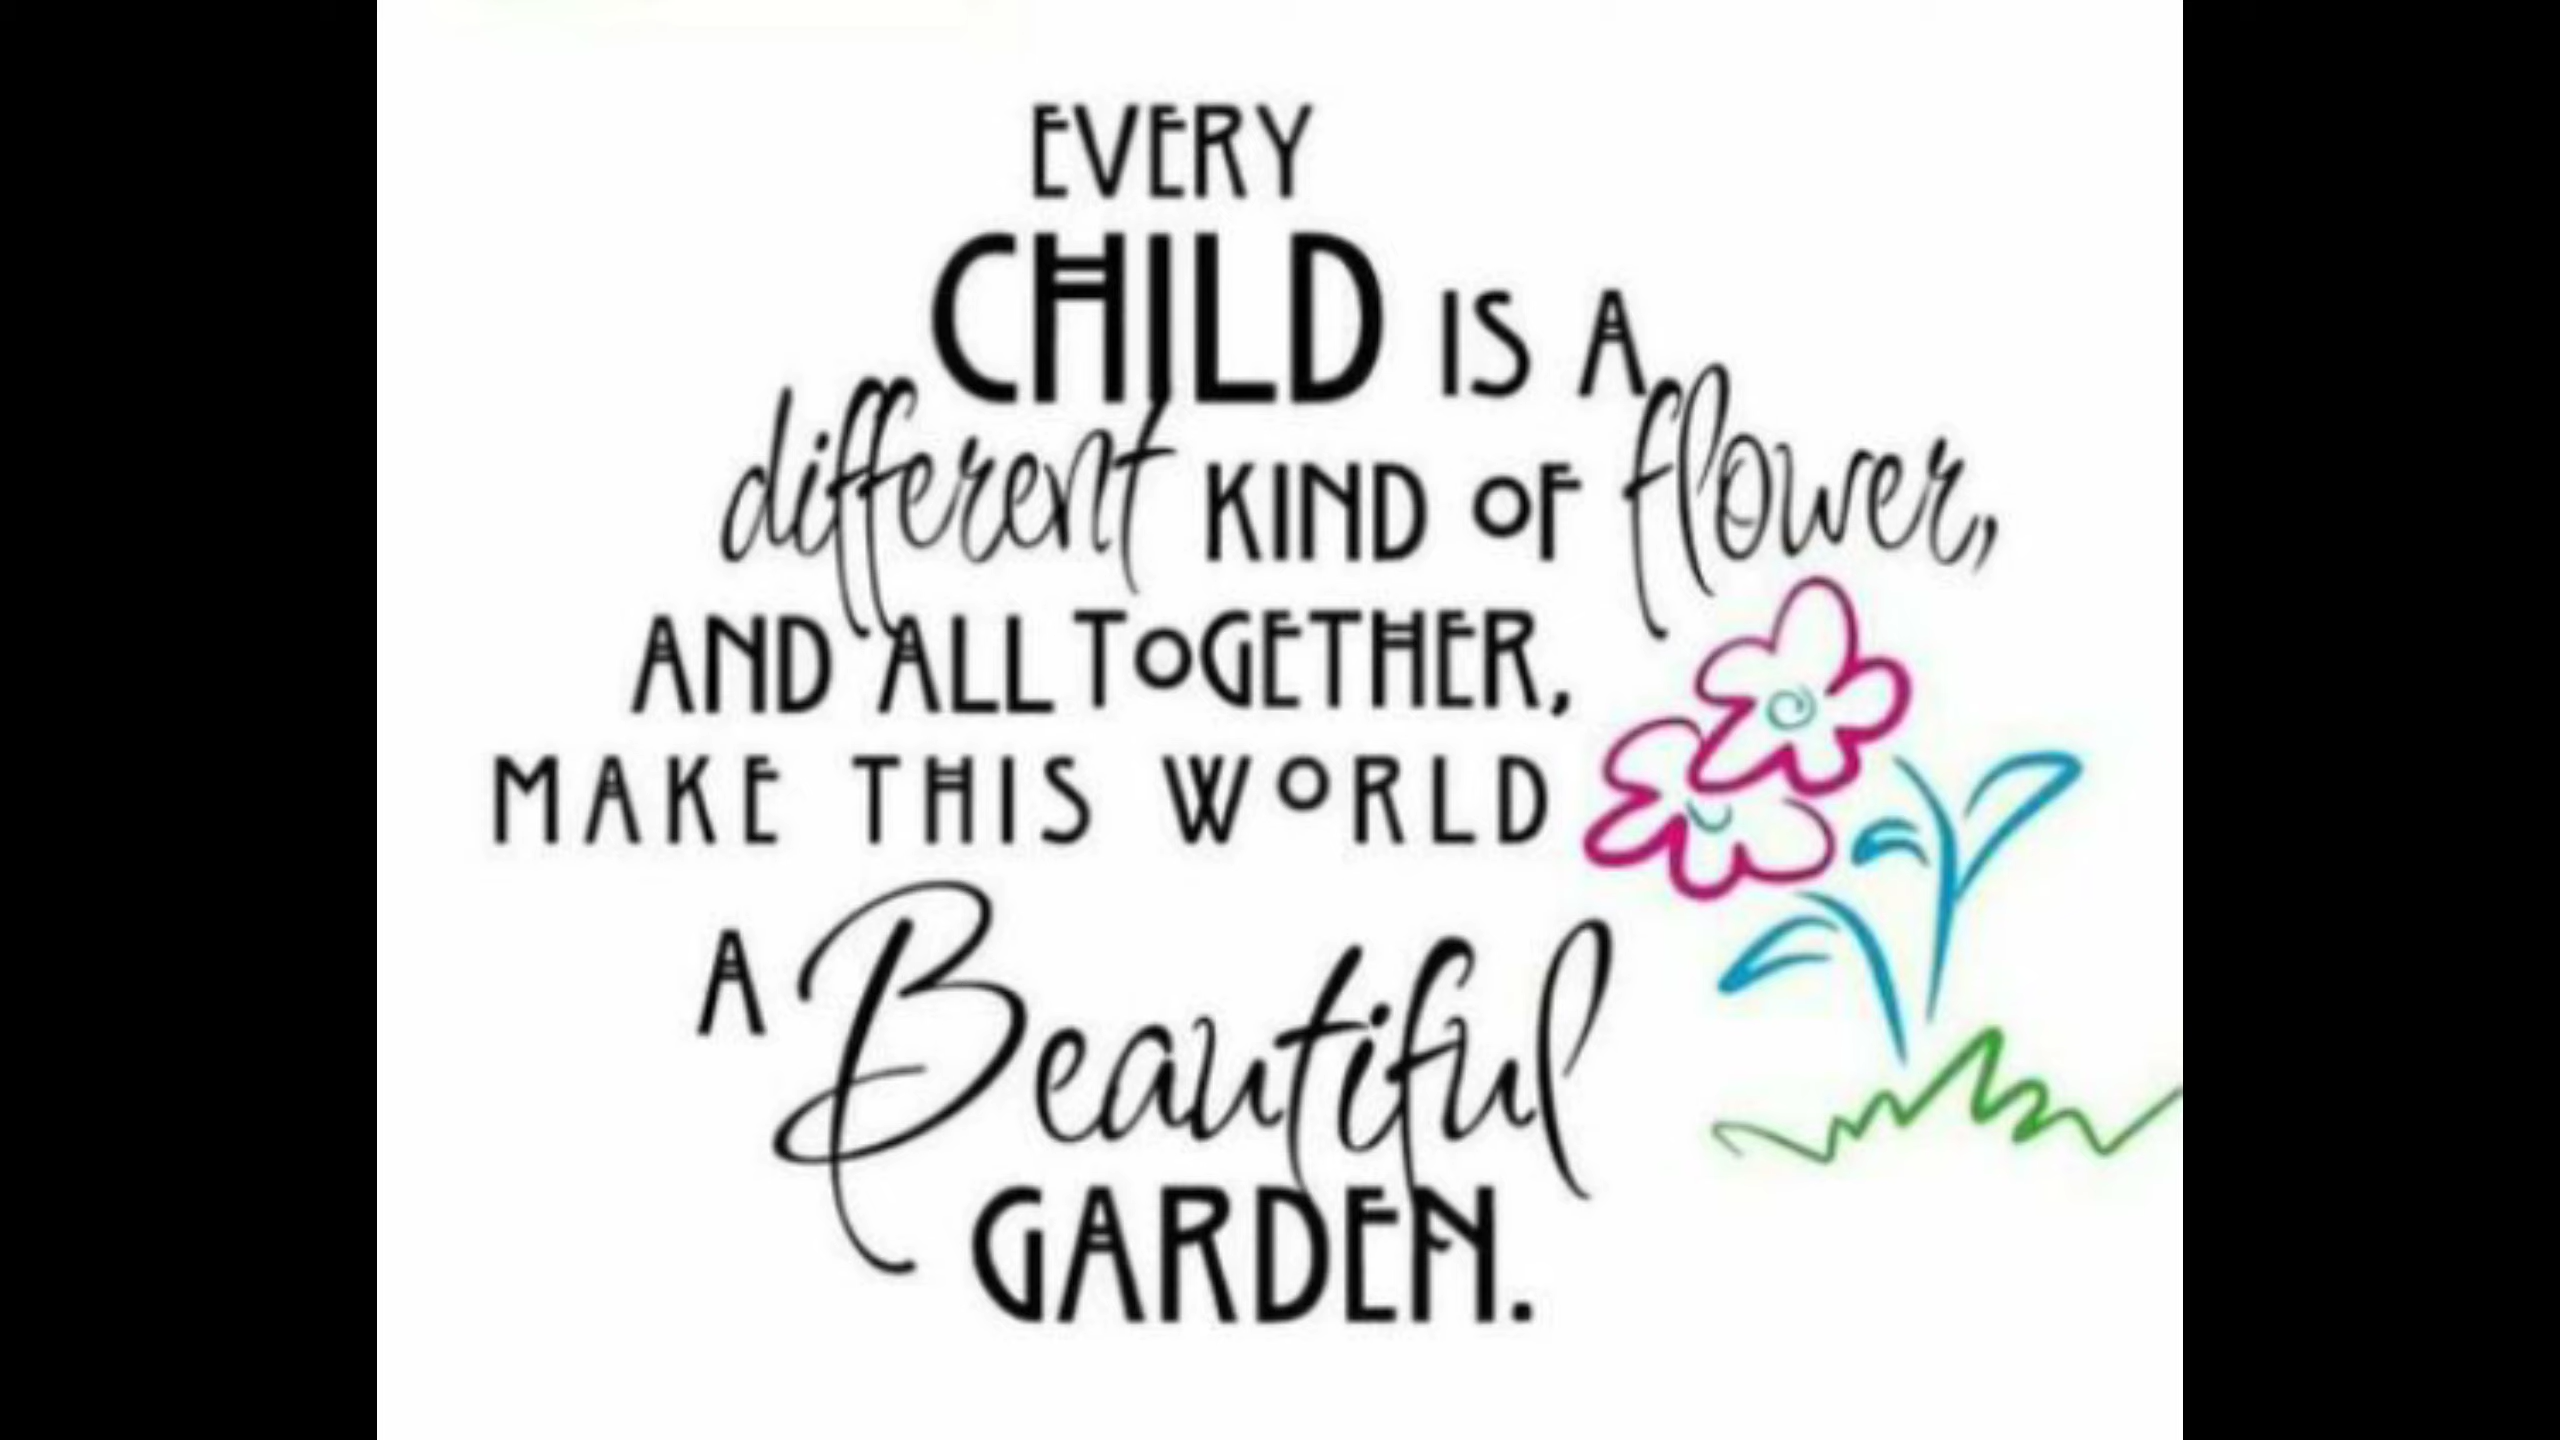 EVERY
CHILD IS A
different KIND OF flower,
AND ALL TOGETHER,
MAKE THIS WORLD
A Beautiful
GARDEN.